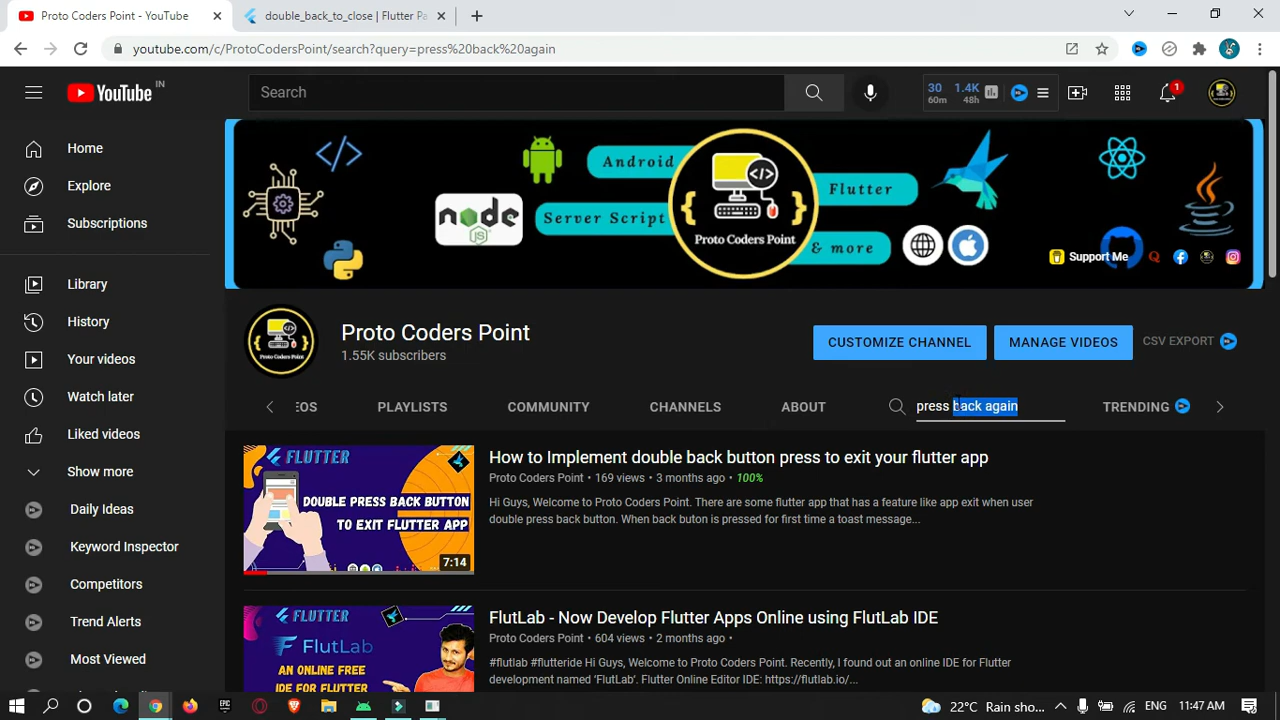 Proto Coders Point - YouTube
double_back_to_close | Flutter Pa
youtube.com/c/ProtoCodersPoint/search?query=press%20back%20again
YouTube IN
Search
30 60m 1.4K 48h
1
Home
Explore
Subscriptions
Library
History
Your videos
Watch later
Liked videos
Show more
Daily Ideas
Keyword Inspector
Competitors
Trend Alerts
Most Viewed
Android
Flutter
node
JS
Server Script
& more
Proto Coders Point
Support Me
Proto Coders Point
Proto Coders Point
1.55K subscribers
CUSTOMIZE CHANNEL
MANAGE VIDEOS
CSV EXPORT
EOS
PLAYLISTS
COMMUNITY
CHANNELS
ABOUT
press back again
TRENDING
FLUTTER
DOUBLE PRESS BACK BUTTON
TO EXIT FLUTTER APP
7:14
How to Implement double back button press to exit your flutter app
Proto Coders Point • 169 views • 3 months ago • 100%
Hi Guys, Welcome to Proto Coders Point. There are some flutter app that has a feature like app exit when user
double press back button. When back buton is pressed for first time a toast message...
FLUTTER
FlutLab
AN ONLINE FREE
IDE FOR FLUTTER
FlutLab - Now Develop Flutter Apps Online using FlutLab IDE
Proto Coders Point • 604 views • 2 months ago •
#flutlab #flutteride Hi Guys, Welcome to Proto Coders Point. Recently, I found out an online IDE for Flutter
development named 'FlutLab'. Flutter Online Editor IDE: https://flutlab.io/...
EPIC
22°C Rain sho...
ENG
11:47 AM